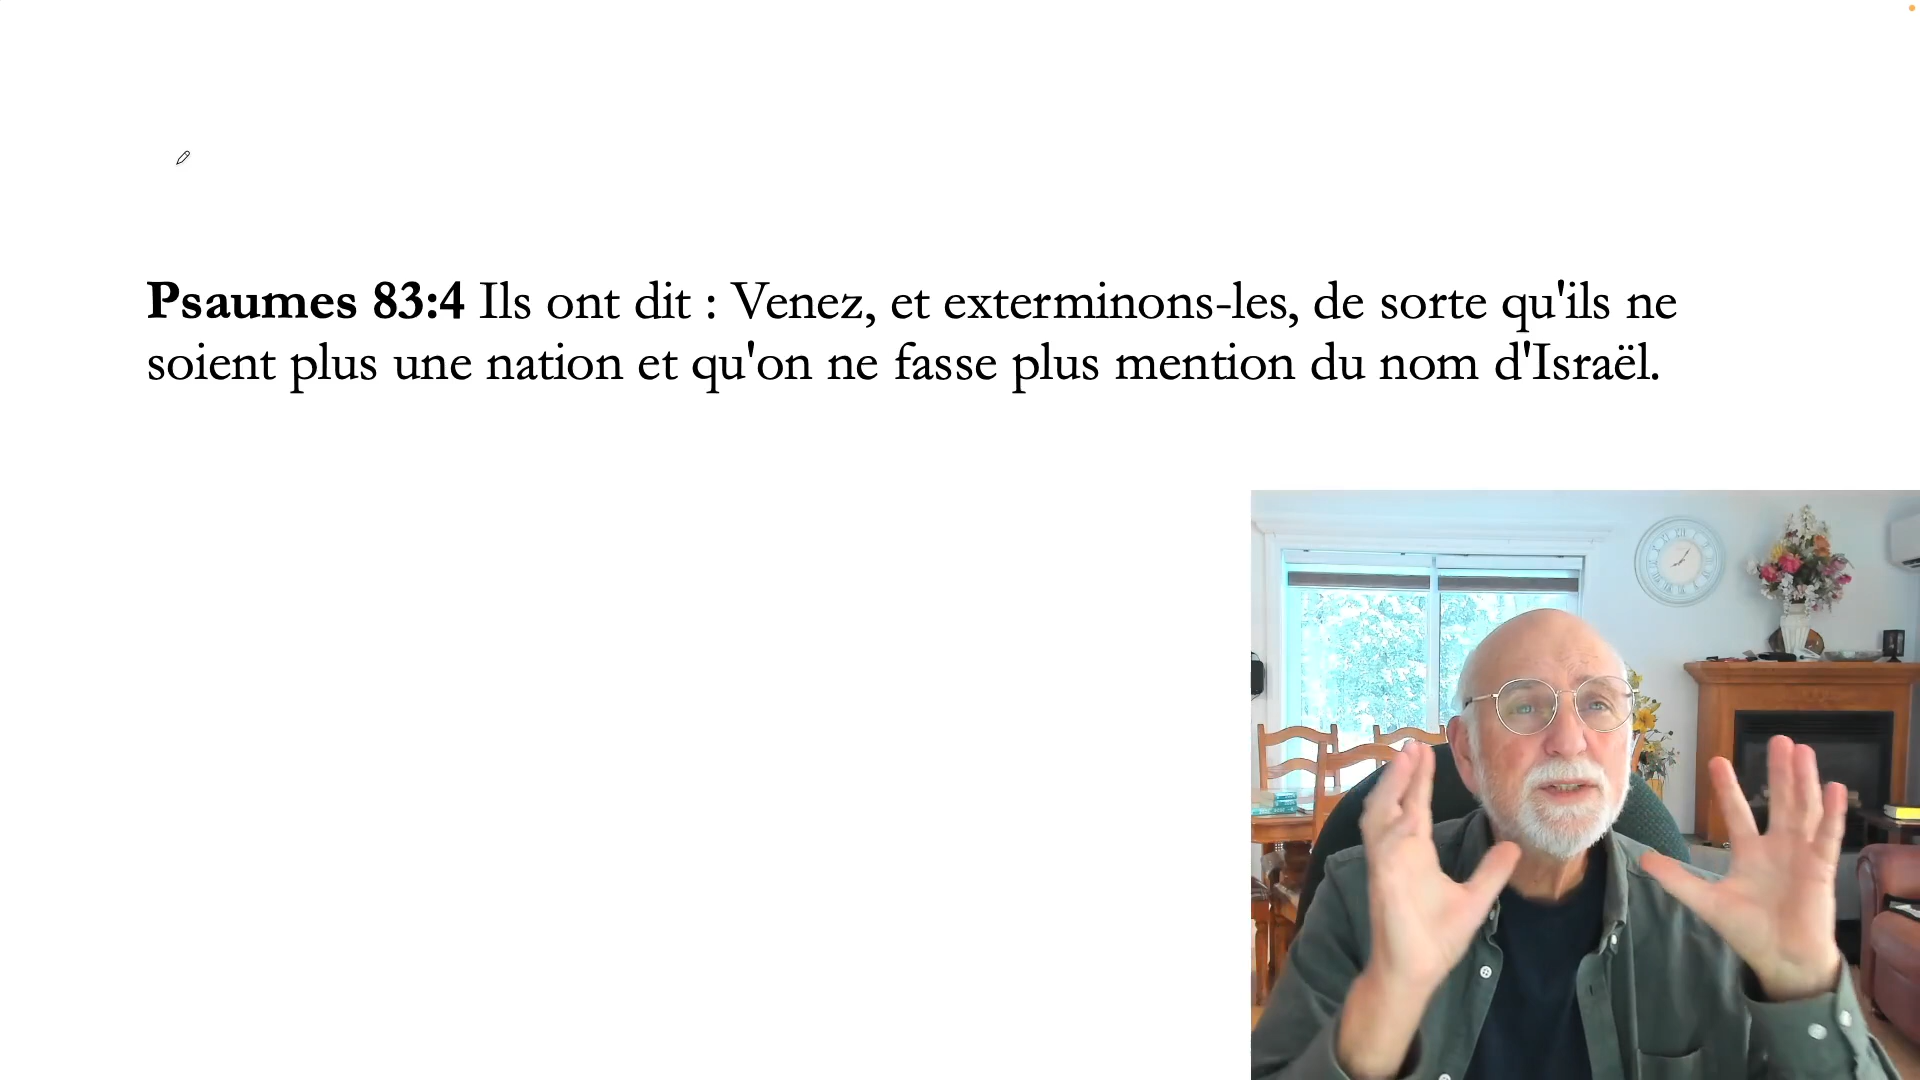 Psaumes 83:4 Ils ont dit : Venez, et exterminons-les, de sorte qu'ils ne
soient plus une nation et qu'on ne fasse plus mention du nom d'Israël.